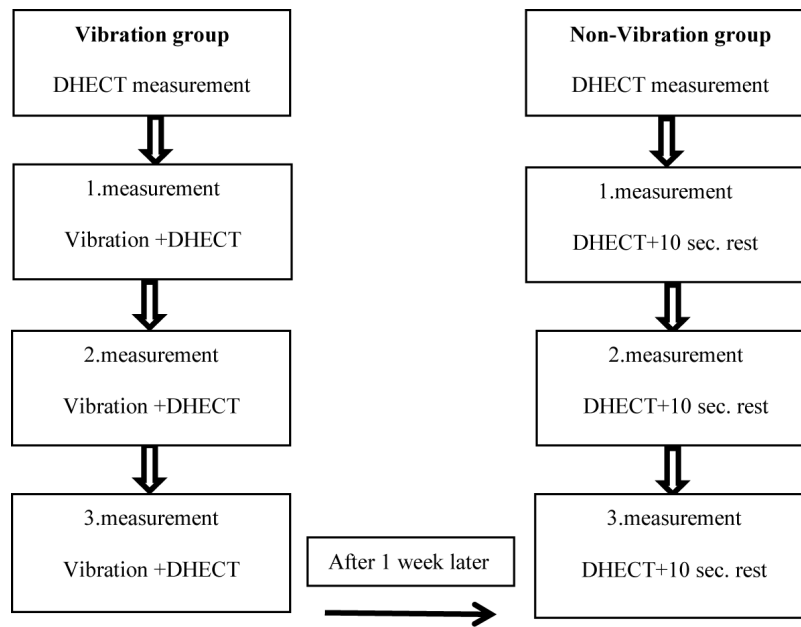 Vibration group
DHECT measurement
1.measurement
Vibration +DHECT
2.measurement
Vibration +DHECT
3.measurement
Vibration +DHECT
After 1 week later
Non-Vibration group
DHECT measurement
1.measurement
DHECT+10 sec. rest
2.measurement
DHECT+10 sec. rest
3.measurement
DHECT+10 sec. rest